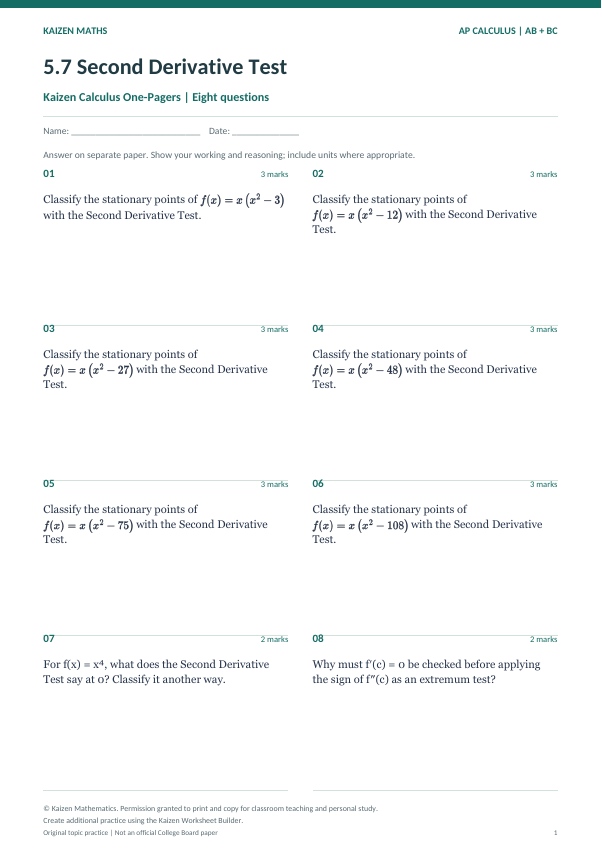 KAIZEN MATHS
AP CALCULUS | AB + BC
5.7 Second Derivative Test
Kaizen Calculus One-Pagers | Eight questions
Name: ____________________________ Date: ______________
Answer on separate paper. Show your working and reasoning; include units where appropriate.
01 3 marks
Classify the stationary points of f(x) = x (x² − 3)
with the Second Derivative Test.
02 3 marks
Classify the stationary points of
f(x) = x (x² − 12) with the Second Derivative
Test.
03 3 marks
Classify the stationary points of
f(x) = x (x² − 27) with the Second Derivative
Test.
04 3 marks
Classify the stationary points of
f(x) = x (x² − 48) with the Second Derivative
Test.
05 3 marks
Classify the stationary points of
f(x) = x (x² − 75) with the Second Derivative
Test.
06 3 marks
Classify the stationary points of
f(x) = x (x² − 108) with the Second Derivative
Test.
07 2 marks
For f(x) = x⁴, what does the Second Derivative
Test say at 0? Classify it another way.
08 2 marks
Why must f′(c) = 0 be checked before applying
the sign of f″(c) as an extremum test?
© Kaizen Mathematics. Permission granted to print and copy for classroom teaching and personal study.
Create additional practice using the Kaizen Worksheet Builder.
Original topic practice | Not an official College Board paper
1